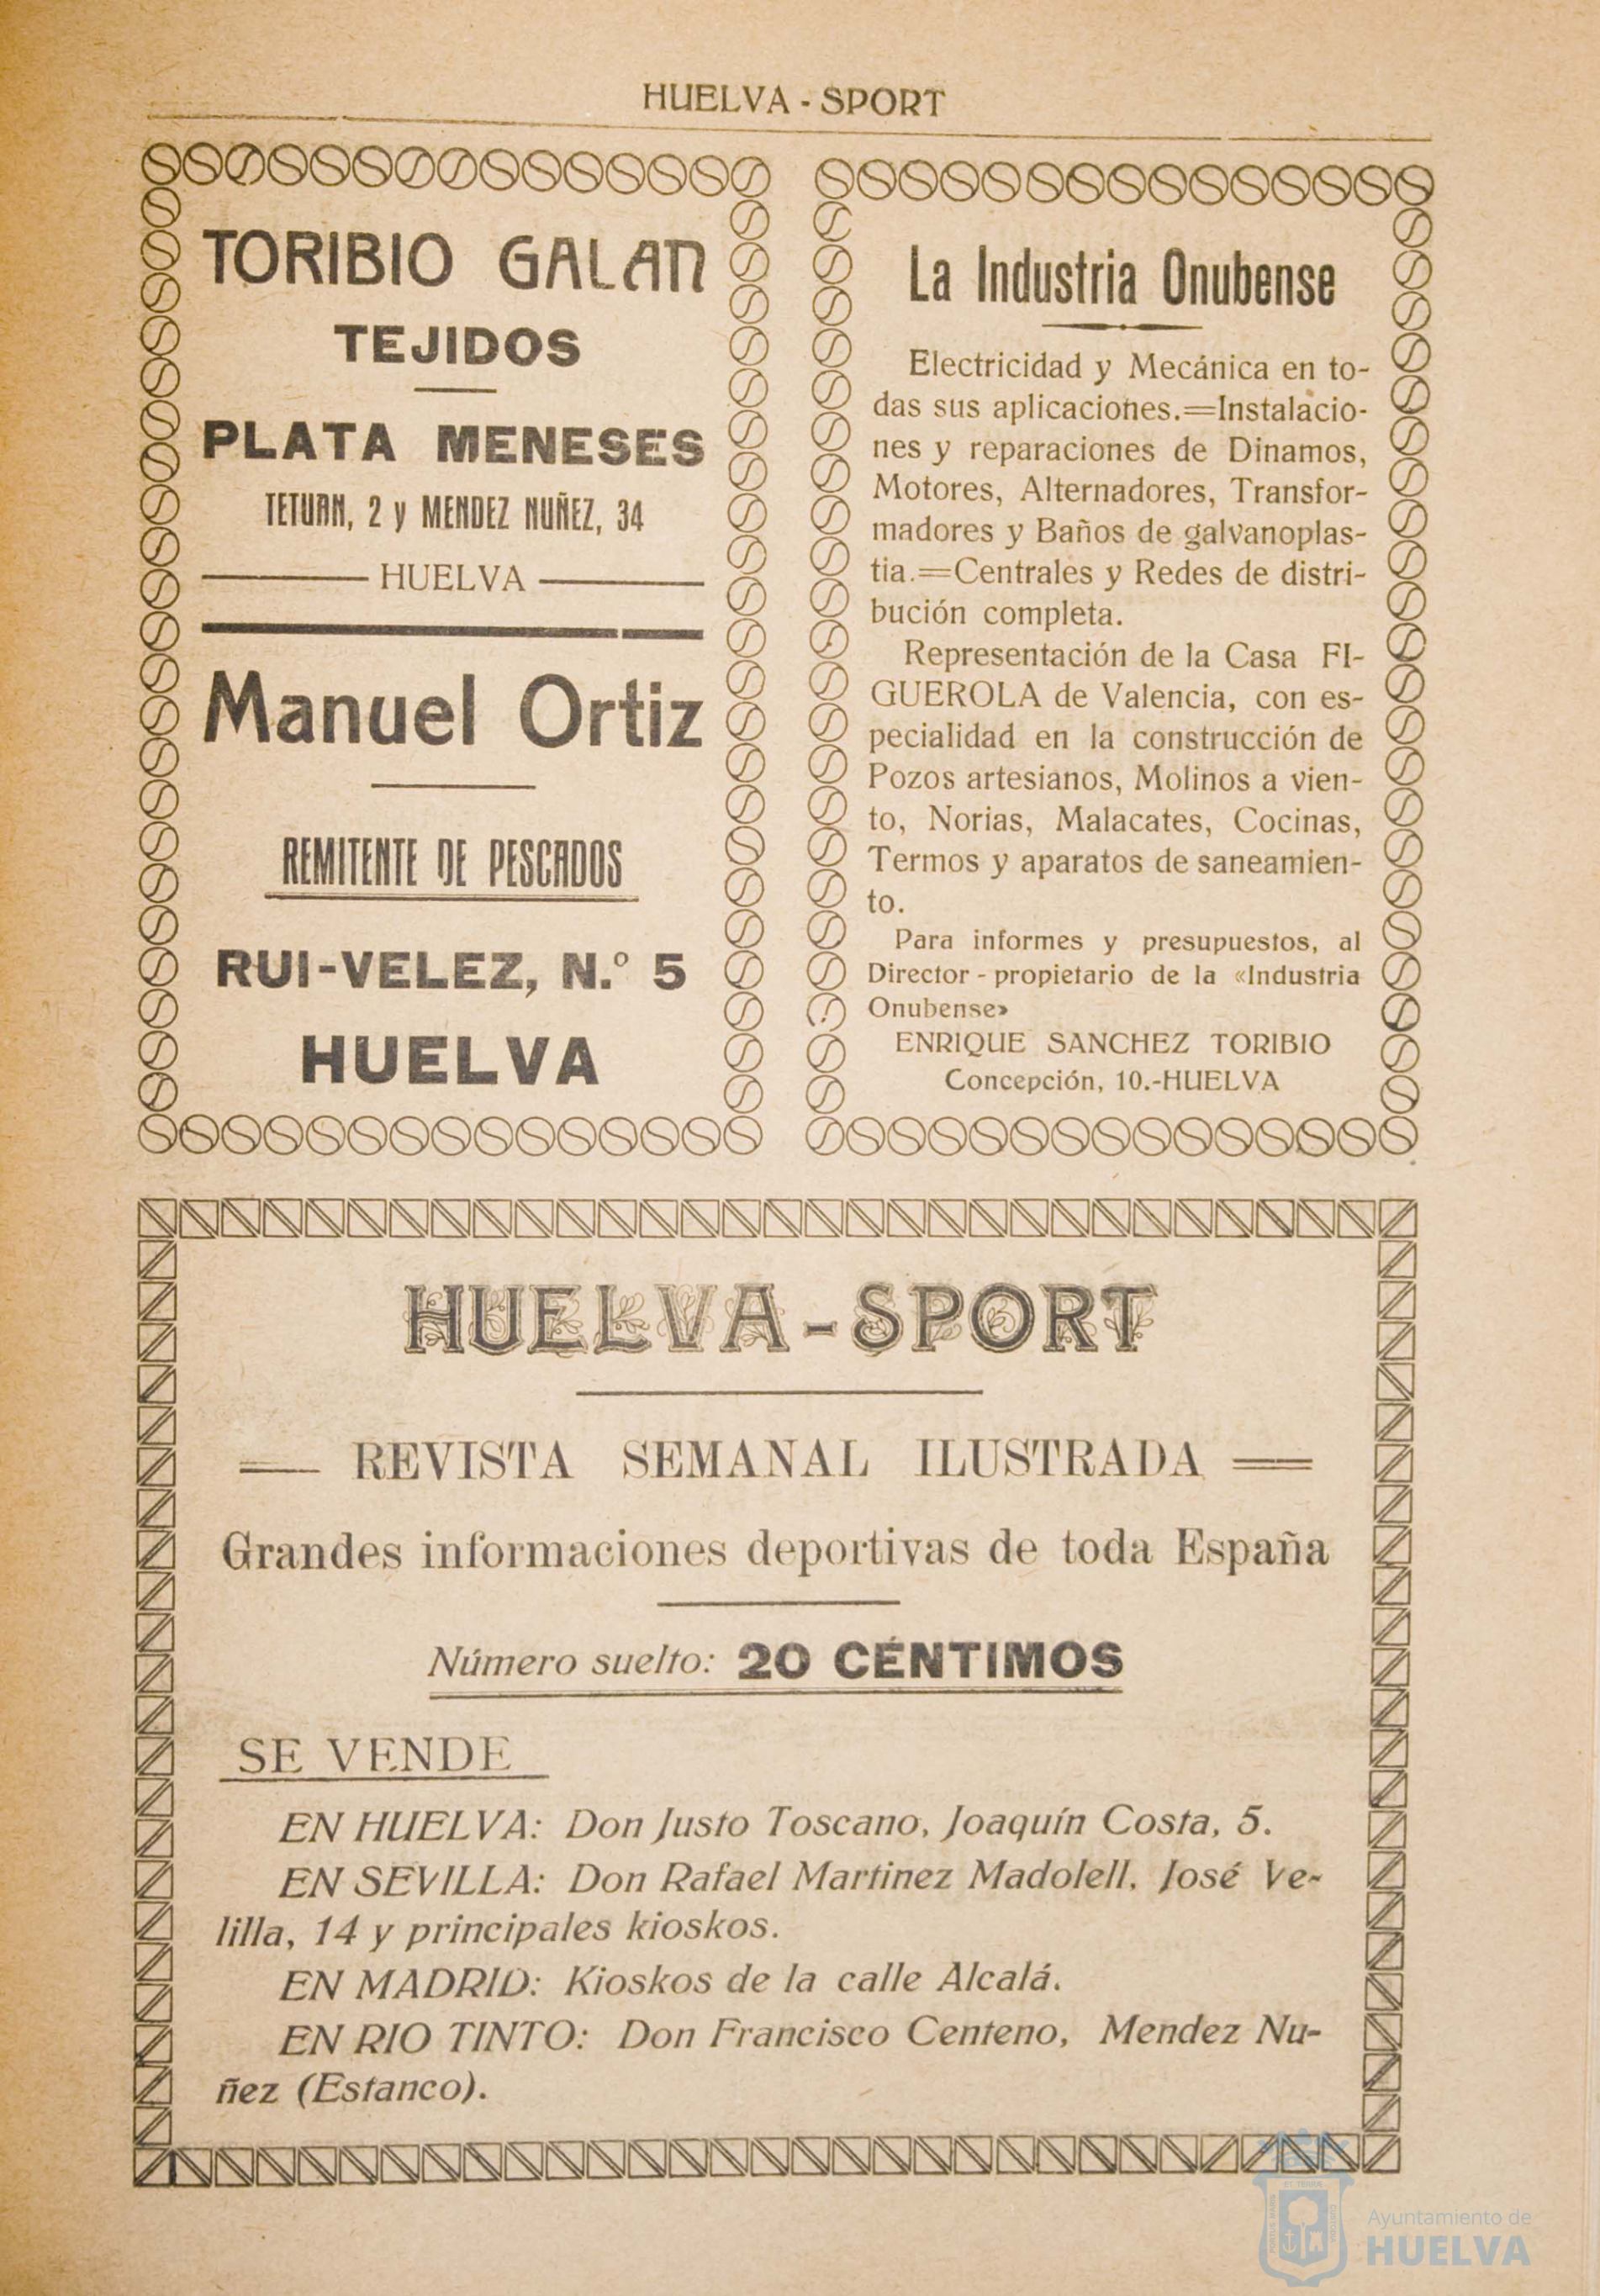 HUELVA - SPORT
TORIBIO GALAN
TEJIDOS
PLATA MENESES
TETUAN, 2 y MENDEZ NUÑEZ, 34
HUELVA
Manuel Ortiz
REMITENTE DE PESCADOS
RUI-VELEZ, N.º 5
HUELVA
La Industria Onubense
Electricidad y Mecánica en to-
das sus aplicaciones.=Instalacio-
nes y reparaciones de Dinamos,
Motores, Alternadores, Transfor-
madores y Baños de galvanoplas-
tia.=Centrales y Redes de distri-
bución completa.
Representación de la Casa FI-
GUEROLA de Valencia, con es-
pecialidad en la construcción de
Pozos artesianos, Molinos a vien-
to, Norias, Malacates, Cocinas,
Termos y aparatos de saneamien-
to.
Para informes y presupuestos, al
Director - propietario de la «Industria
Onubense»
ENRIQUE SANCHEZ TORIBIO
Concepción, 10.-HUELVA
HUELVA-SPORT
REVISTA SEMANAL ILUSTRADA
Grandes informaciones deportivas de toda España
Número suelto: 20 CÉNTIMOS
SE VENDE
EN HUELVA: Don Justo Toscano, Joaquín Costa, 5.
EN SEVILLA: Don Rafael Martinez Madolell, José Ve-
lilla, 14 y principales kioskos.
EN MADRID: Kioskos de la calle Alcalá.
EN RIO TINTO: Don Francisco Centeno, Mendez Nu-
ñez (Estanco).
Ayuntamiento de
HUELVA